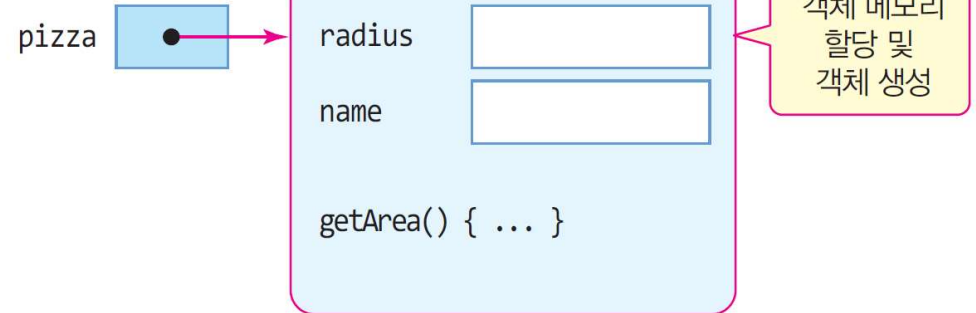 pizza
radius
name
getArea() { ... }
객체 메모리
할당 및
객체 생성